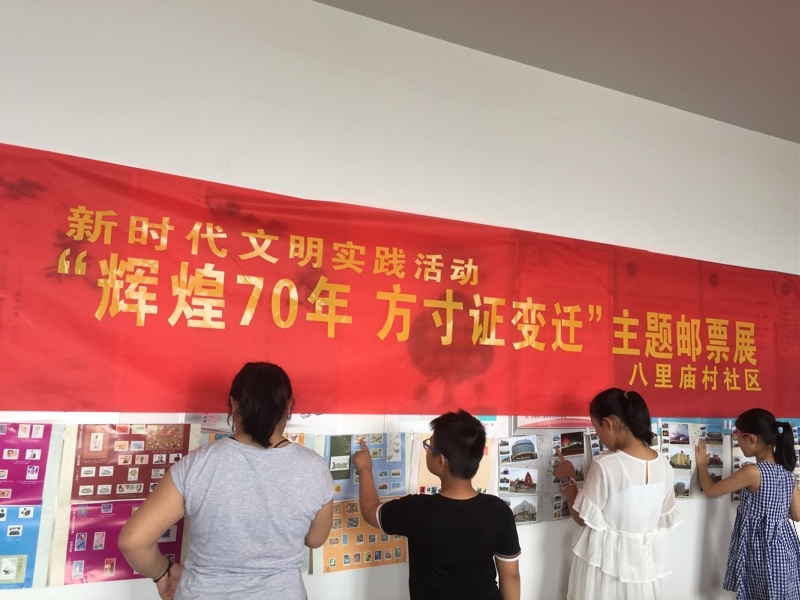 新时代文明实践活动
“辉煌70年 方寸证变迁”主题邮票展
八里庙村社区